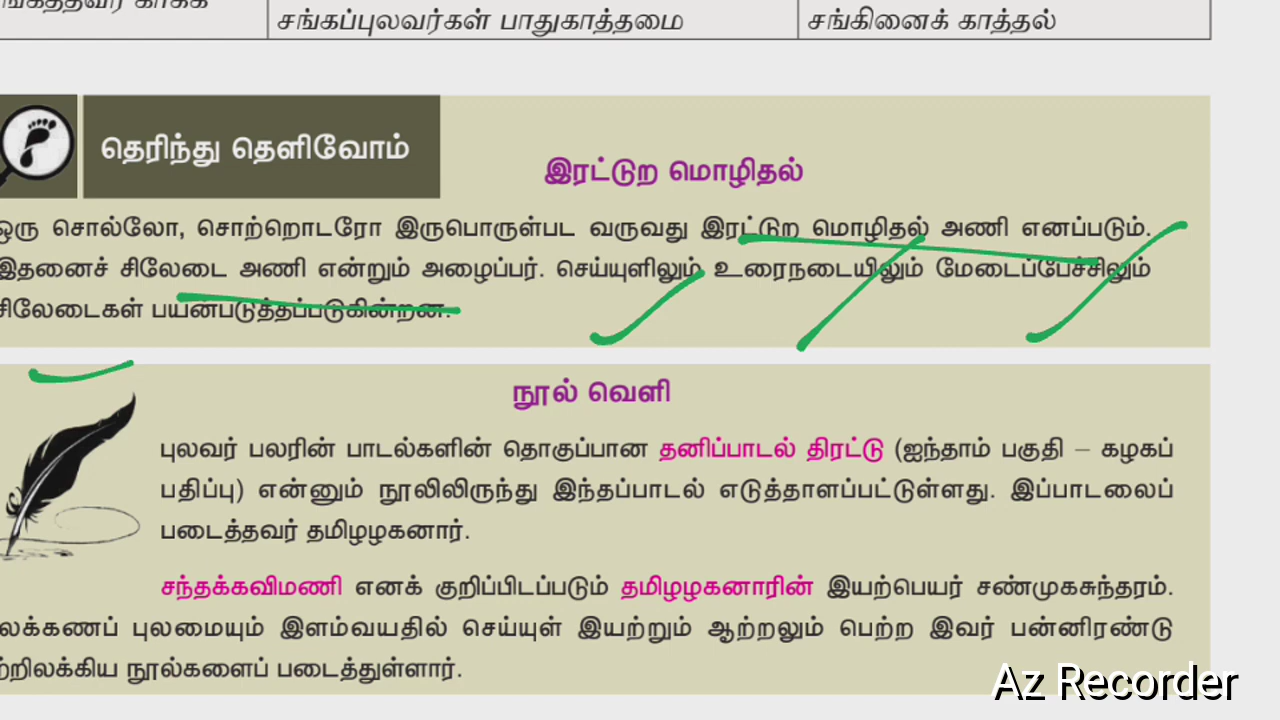 சங்கப்புலவர்கள் பாதுகாத்தமை சங்கினைக் காத்தல்
தெரிந்து தெளிவோம்
இரட்டுற மொழிதல்
ஒரு சொல்லோ, சொற்றொடரோ இருபொருள்பட வருவது இரட்டுற மொழிதல் அணி எனப்படும்.
இதனைச் சிலேடை அணி என்றும் அழைப்பர். செய்யுளிலும் உரைநடையிலும் மேடைப்பேச்சிலும்
சிலேடைகள் பயன்படுத்தப்படுகின்றன.
நூல் வெளி
புலவர் பலரின் பாடல்களின் தொகுப்பான தனிப்பாடல் திரட்டு (ஐந்தாம் பகுதி – கழகப்
பதிப்பு) என்னும் நூலிலிருந்து இந்தப்பாடல் எடுத்தாளப்பட்டுள்ளது. இப்பாடலைப்
படைத்தவர் தமிழழகனார்.
சந்தக்கவிமணி எனக் குறிப்பிடப்படும் தமிழழகனாரின் இயற்பெயர் சண்முகசுந்தரம்.
லக்கணப் புலமையும் இளம்வயதில் செய்யுள் இயற்றும் ஆற்றலும் பெற்ற இவர் பன்னிரண்டு
ற்றிலக்கிய நூல்களைப் படைத்துள்ளார்.
Az Recorder